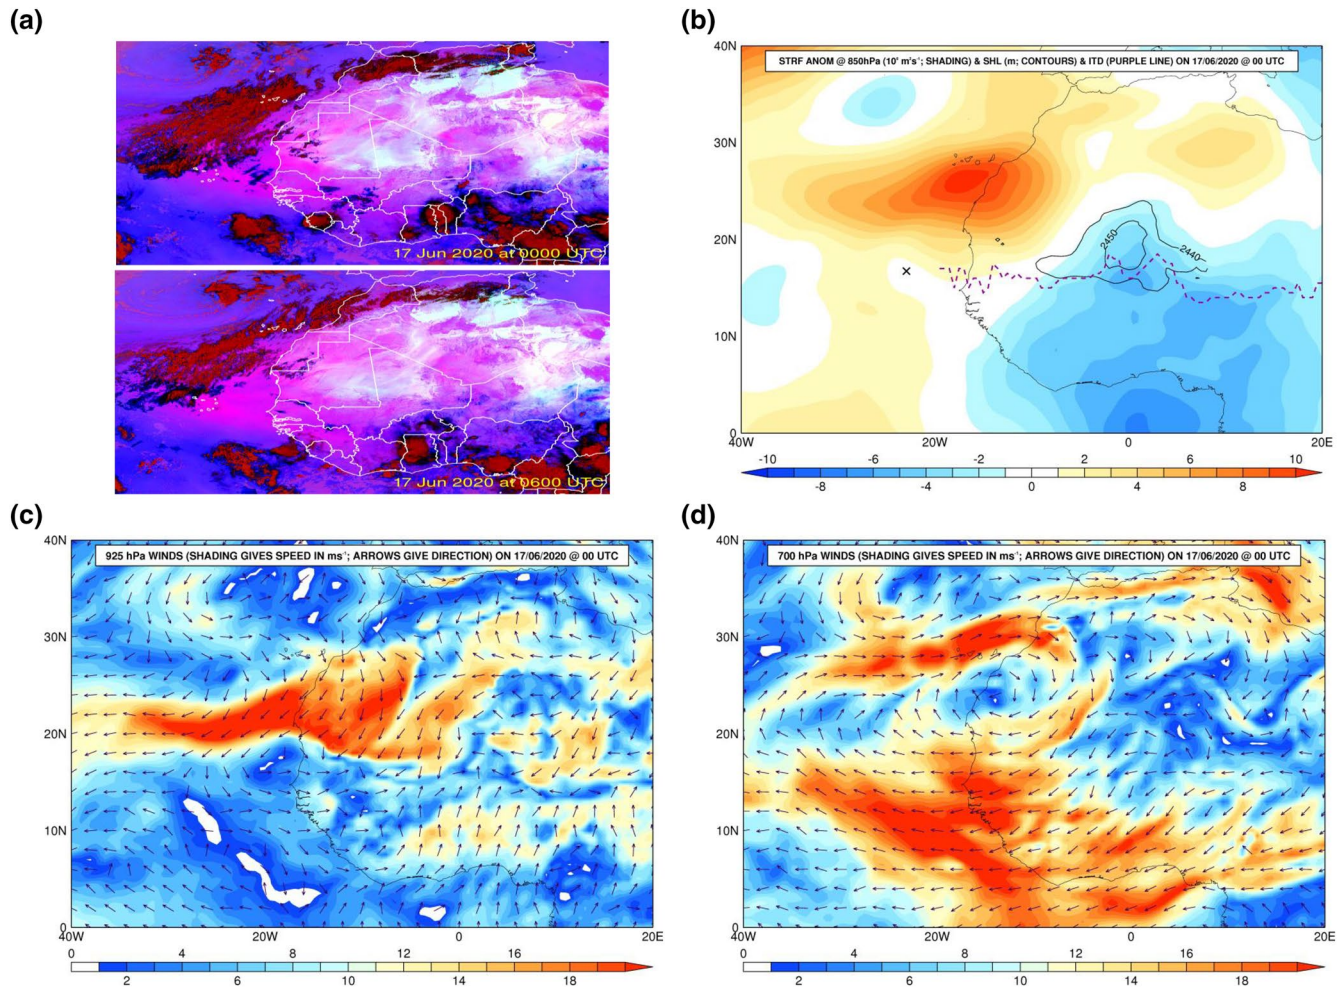 (a)
17 Jun 2020 at 0000 UTC
17 Jun 2020 at 0600 UTC
(b)
STRF ANOM @ 850hPa (10⁶ m²s⁻¹; SHADING) & SHL (m; CONTOURS) & ITD (PURPLE LINE) ON 17/06/2020 @ 00 UTC
40N
30N
20N
10N
0
2450
2440
40W 20W 0 20E
-10 -6 2 6 10
-8 -4 0 4 8
(c)
925 hPa WINDS (SHADING GIVES SPEED IN ms⁻¹; ARROWS GIVE DIRECTION) ON 17/06/2020 @ 00 UTC
40N
30N
20N
10N
0
40W 20W 0 20E
0 4 8 12 16
2 6 10 14 18
(d)
700 hPa WINDS (SHADING GIVES SPEED IN ms⁻¹; ARROWS GIVE DIRECTION) ON 17/06/2020 @ 00 UTC
40N
30N
20N
10N
0
40W 20W 0 20E
0 4 8 12 16
2 6 10 14 18